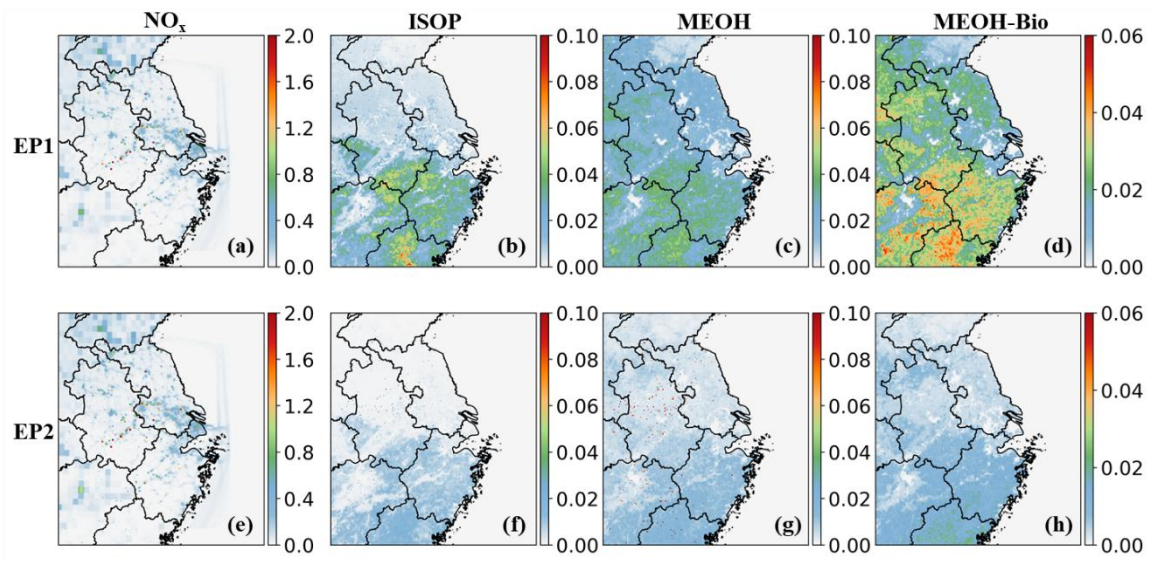 NOx ISOP MEOH MEOH-Bio
EP1
2.0 1.6 1.2 0.8 0.4 0.0
(a)
0.10 0.08 0.06 0.04 0.02 0.00
(b)
0.10 0.08 0.06 0.04 0.02 0.00
(c)
0.06 0.04 0.02 0.00
(d)
EP2
2.0 1.6 1.2 0.8 0.4 0.0
(e)
0.10 0.08 0.06 0.04 0.02 0.00
(f)
0.10 0.08 0.06 0.04 0.02 0.00
(g)
0.06 0.04 0.02 0.00
(h)